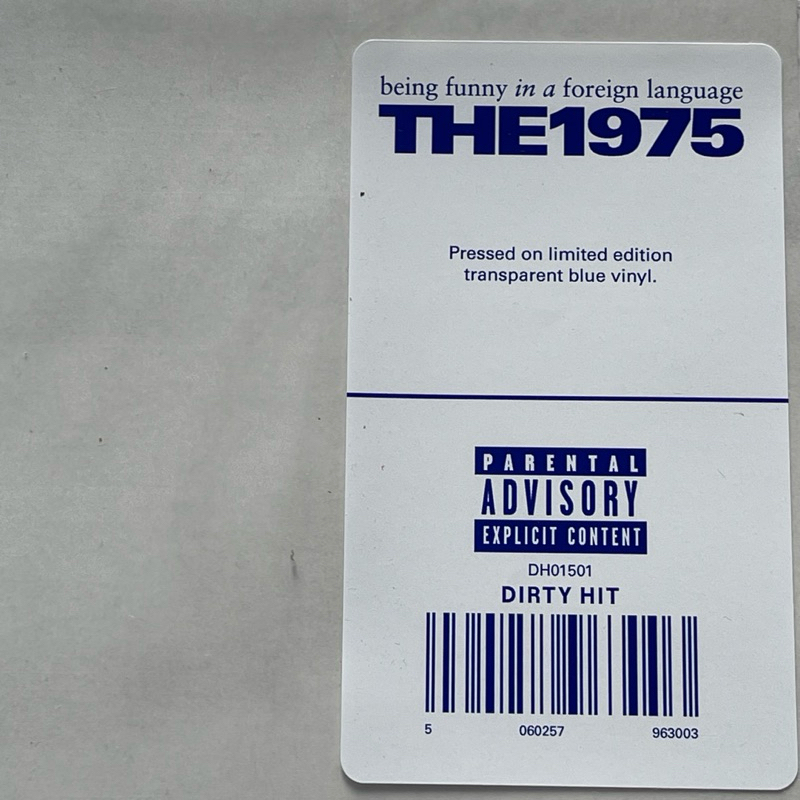 being funny in a foreign language
THE1975
Pressed on limited edition
transparent blue vinyl.
PARENTAL
ADVISORY
EXPLICIT CONTENT
DH01501
DIRTY HIT
5 060257 963003